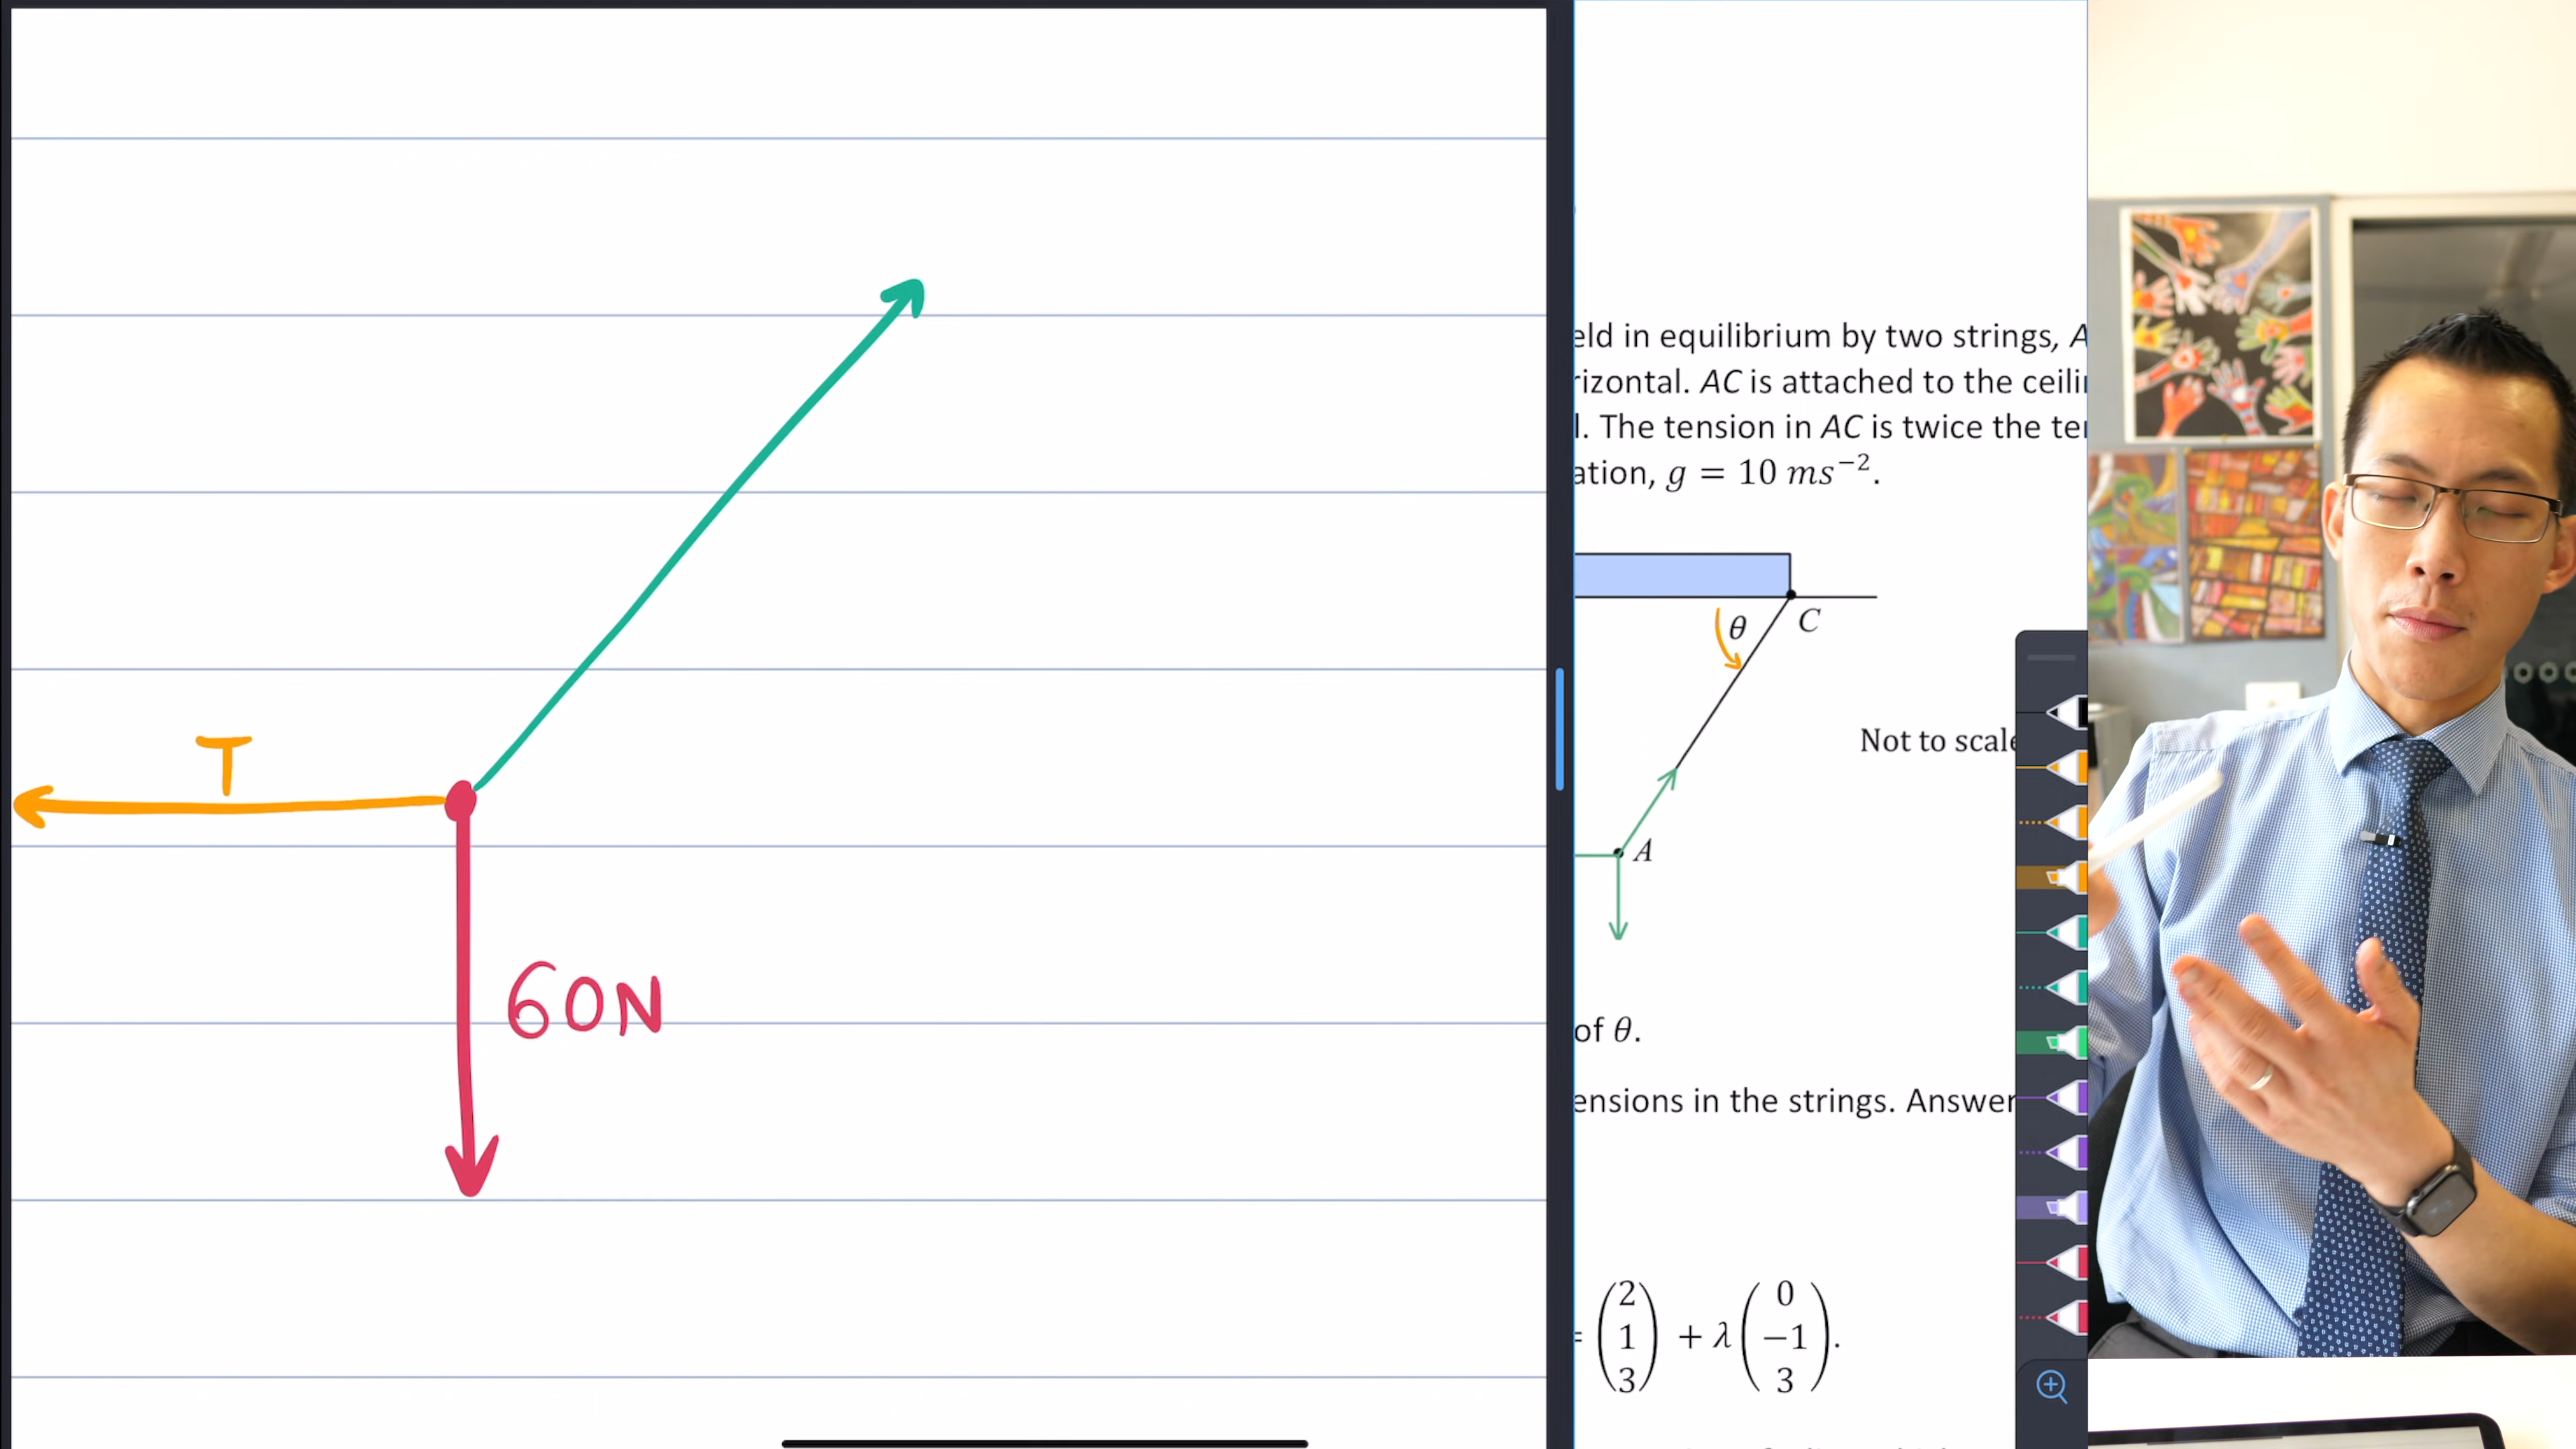 T
60N
eld in equilibrium by two strings, A
rizontal. AC is attached to the ceili
l. The tension in AC is twice the te
ation, g = 10 ms⁻².
θ
C
Not to scale
A
of θ.
ensions in the strings. Answer
= (2 1 3) + λ (0 −1 3).